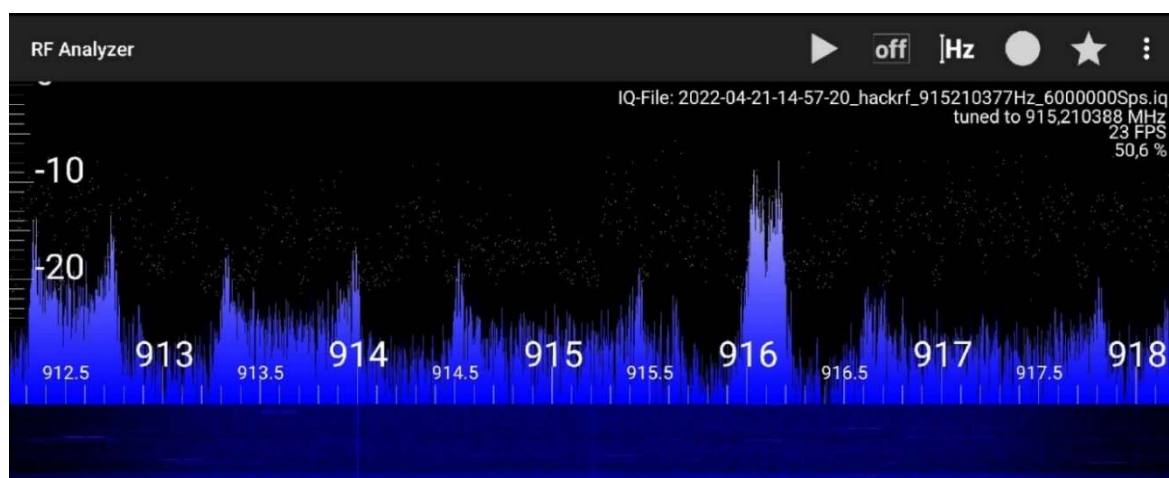 RF Analyzer
off Hz
IQ-File: 2022-04-21-14-57-20_hackrf_915210377Hz_6000000Sps.iq
tuned to 915,210388 MHz
23 FPS
50,6 %
-10
-20
913 914 915 916 917 918
912.5 913.5 914.5 915.5 916.5 917.5